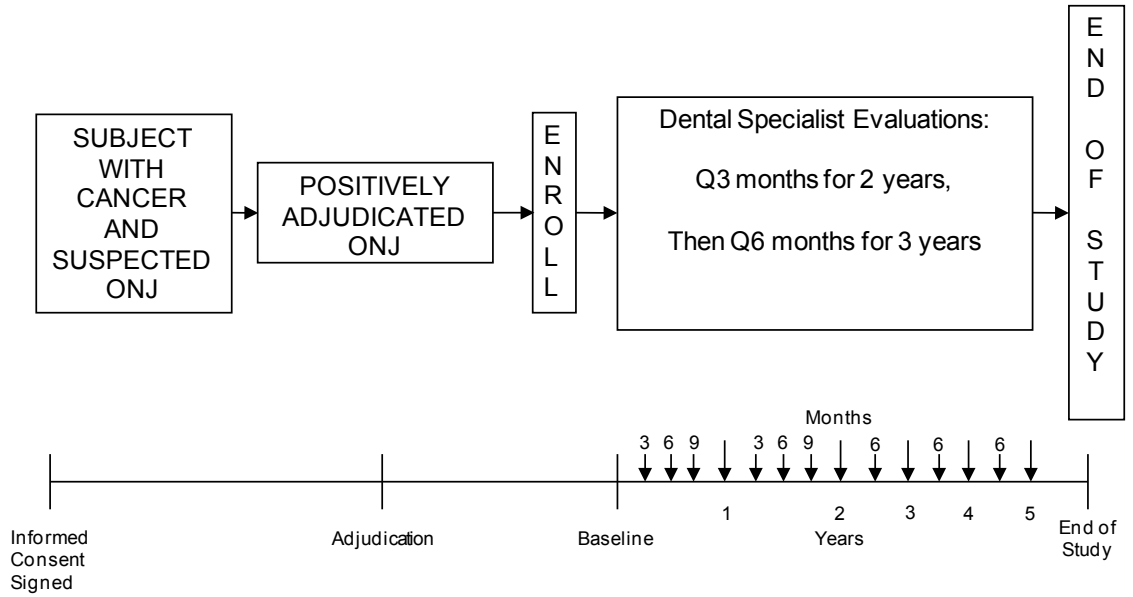 SUBJECT
WITH
CANCER
AND
SUSPECTED
ONJ
POSITIVELY
ADJUDICATED
ONJ
E
N
R
O
L
L
Dental Specialist Evaluations:
Q3 months for 2 years,
Then Q6 months for 3 years
E
N
D
O
F
S
T
U
D
Y
Months
3 6 9 3 6 9 6 6 6
1 2 3 4 5
Informed
Consent
Signed
Adjudication
Baseline
Years
End of
Study